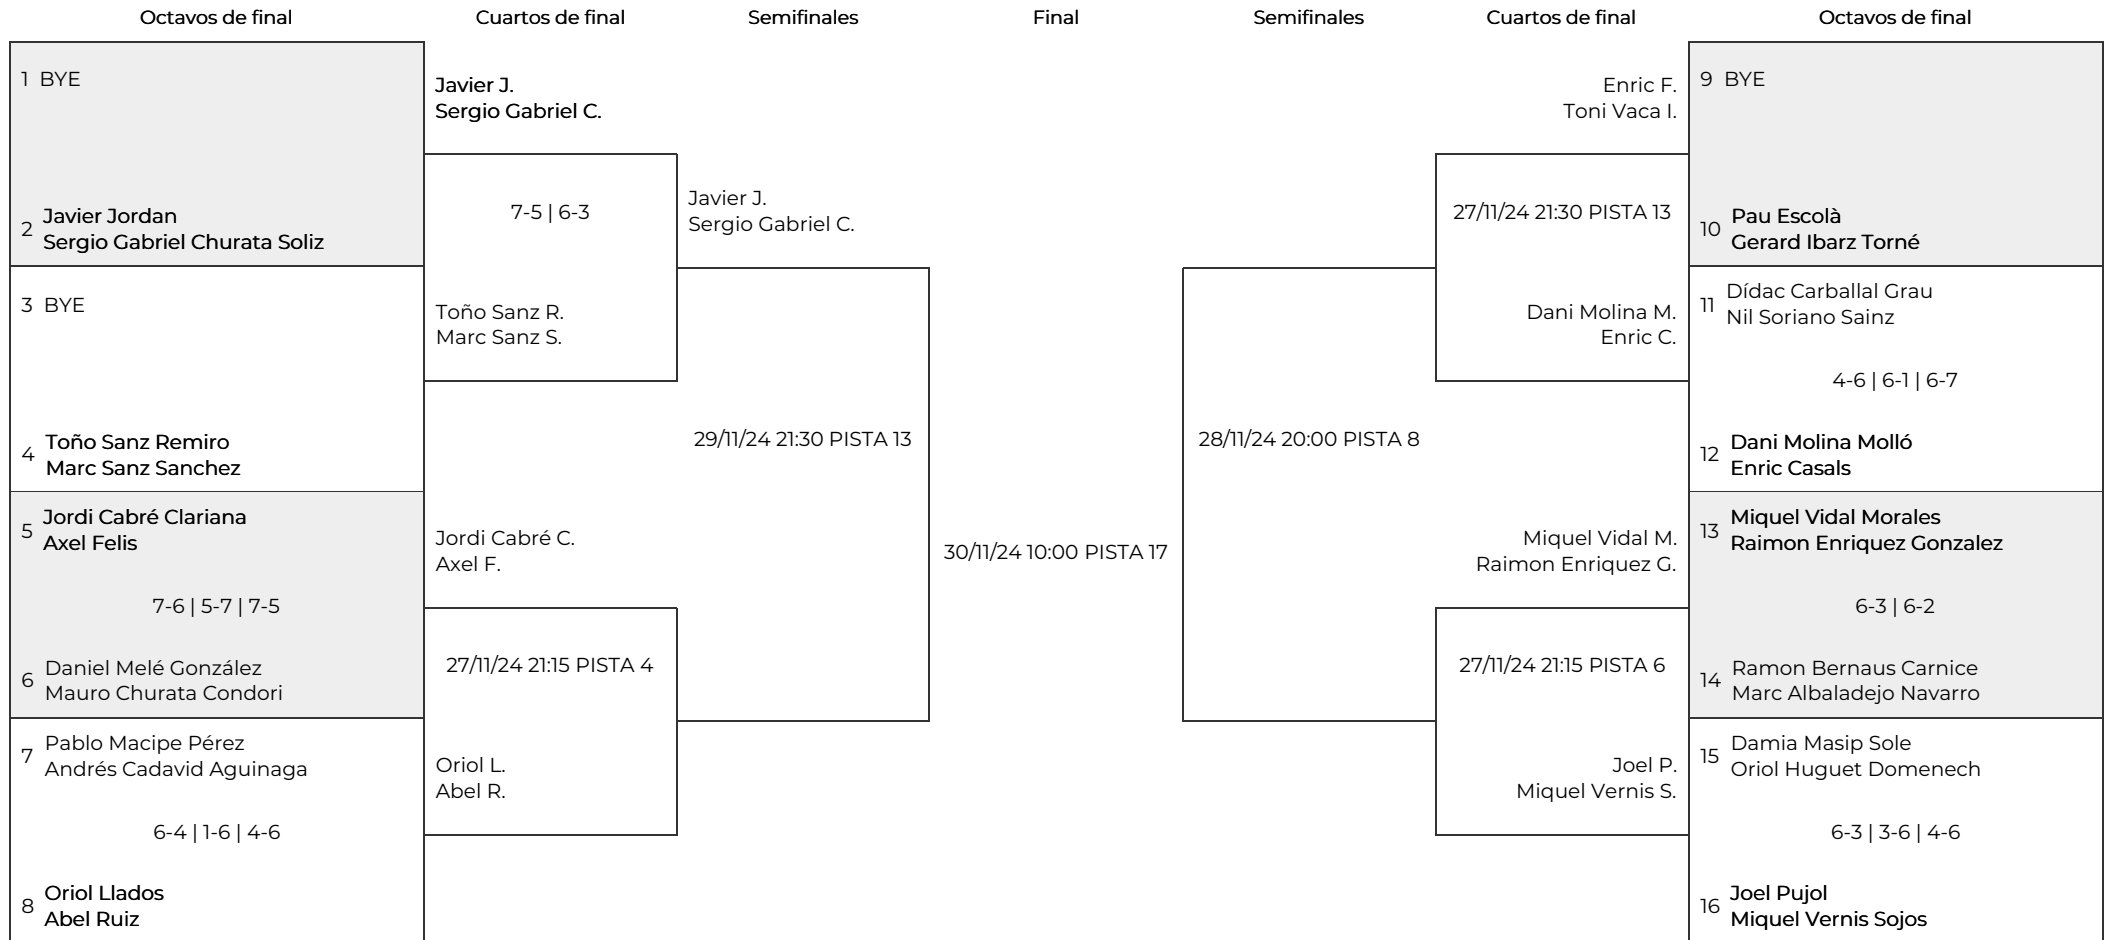 Octavos de final
Cuartos de final
Semifinales
Final
Semifinales
Cuartos de final
Octavos de final
1 BYE
2 Javier Jordan
Sergio Gabriel Churata Soliz
3 BYE
4 Toño Sanz Remiro
Marc Sanz Sanchez
5 Jordi Cabré Clariana
Axel Felis
7-6 | 5-7 | 7-5
6 Daniel Melé González
Mauro Churata Condori
7 Pablo Macipe Pérez
Andrés Cadavid Aguinaga
6-4 | 1-6 | 4-6
8 Oriol Llados
Abel Ruiz
Javier J.
Sergio Gabriel C.
7-5 | 6-3
Toño Sanz R.
Marc Sanz S.
Jordi Cabré C.
Axel F.
27/11/24 21:15 PISTA 4
Oriol L.
Abel R.
Javier J.
Sergio Gabriel C.
29/11/24 21:30 PISTA 13
30/11/24 10:00 PISTA 17
28/11/24 20:00 PISTA 8
Enric F.
Toni Vaca I.
27/11/24 21:30 PISTA 13
Dani Molina M.
Enric C.
Miquel Vidal M.
Raimon Enriquez G.
27/11/24 21:15 PISTA 6
Joel P.
Miquel Vernis S.
9 BYE
10 Pau Escolà
Gerard Ibarz Torné
11 Dídac Carballal Grau
Nil Soriano Sainz
4-6 | 6-1 | 6-7
12 Dani Molina Molló
Enric Casals
13 Miquel Vidal Morales
Raimon Enriquez Gonzalez
6-3 | 6-2
14 Ramon Bernaus Carnice
Marc Albaladejo Navarro
15 Damia Masip Sole
Oriol Huguet Domenech
6-3 | 3-6 | 4-6
16 Joel Pujol
Miquel Vernis Sojos